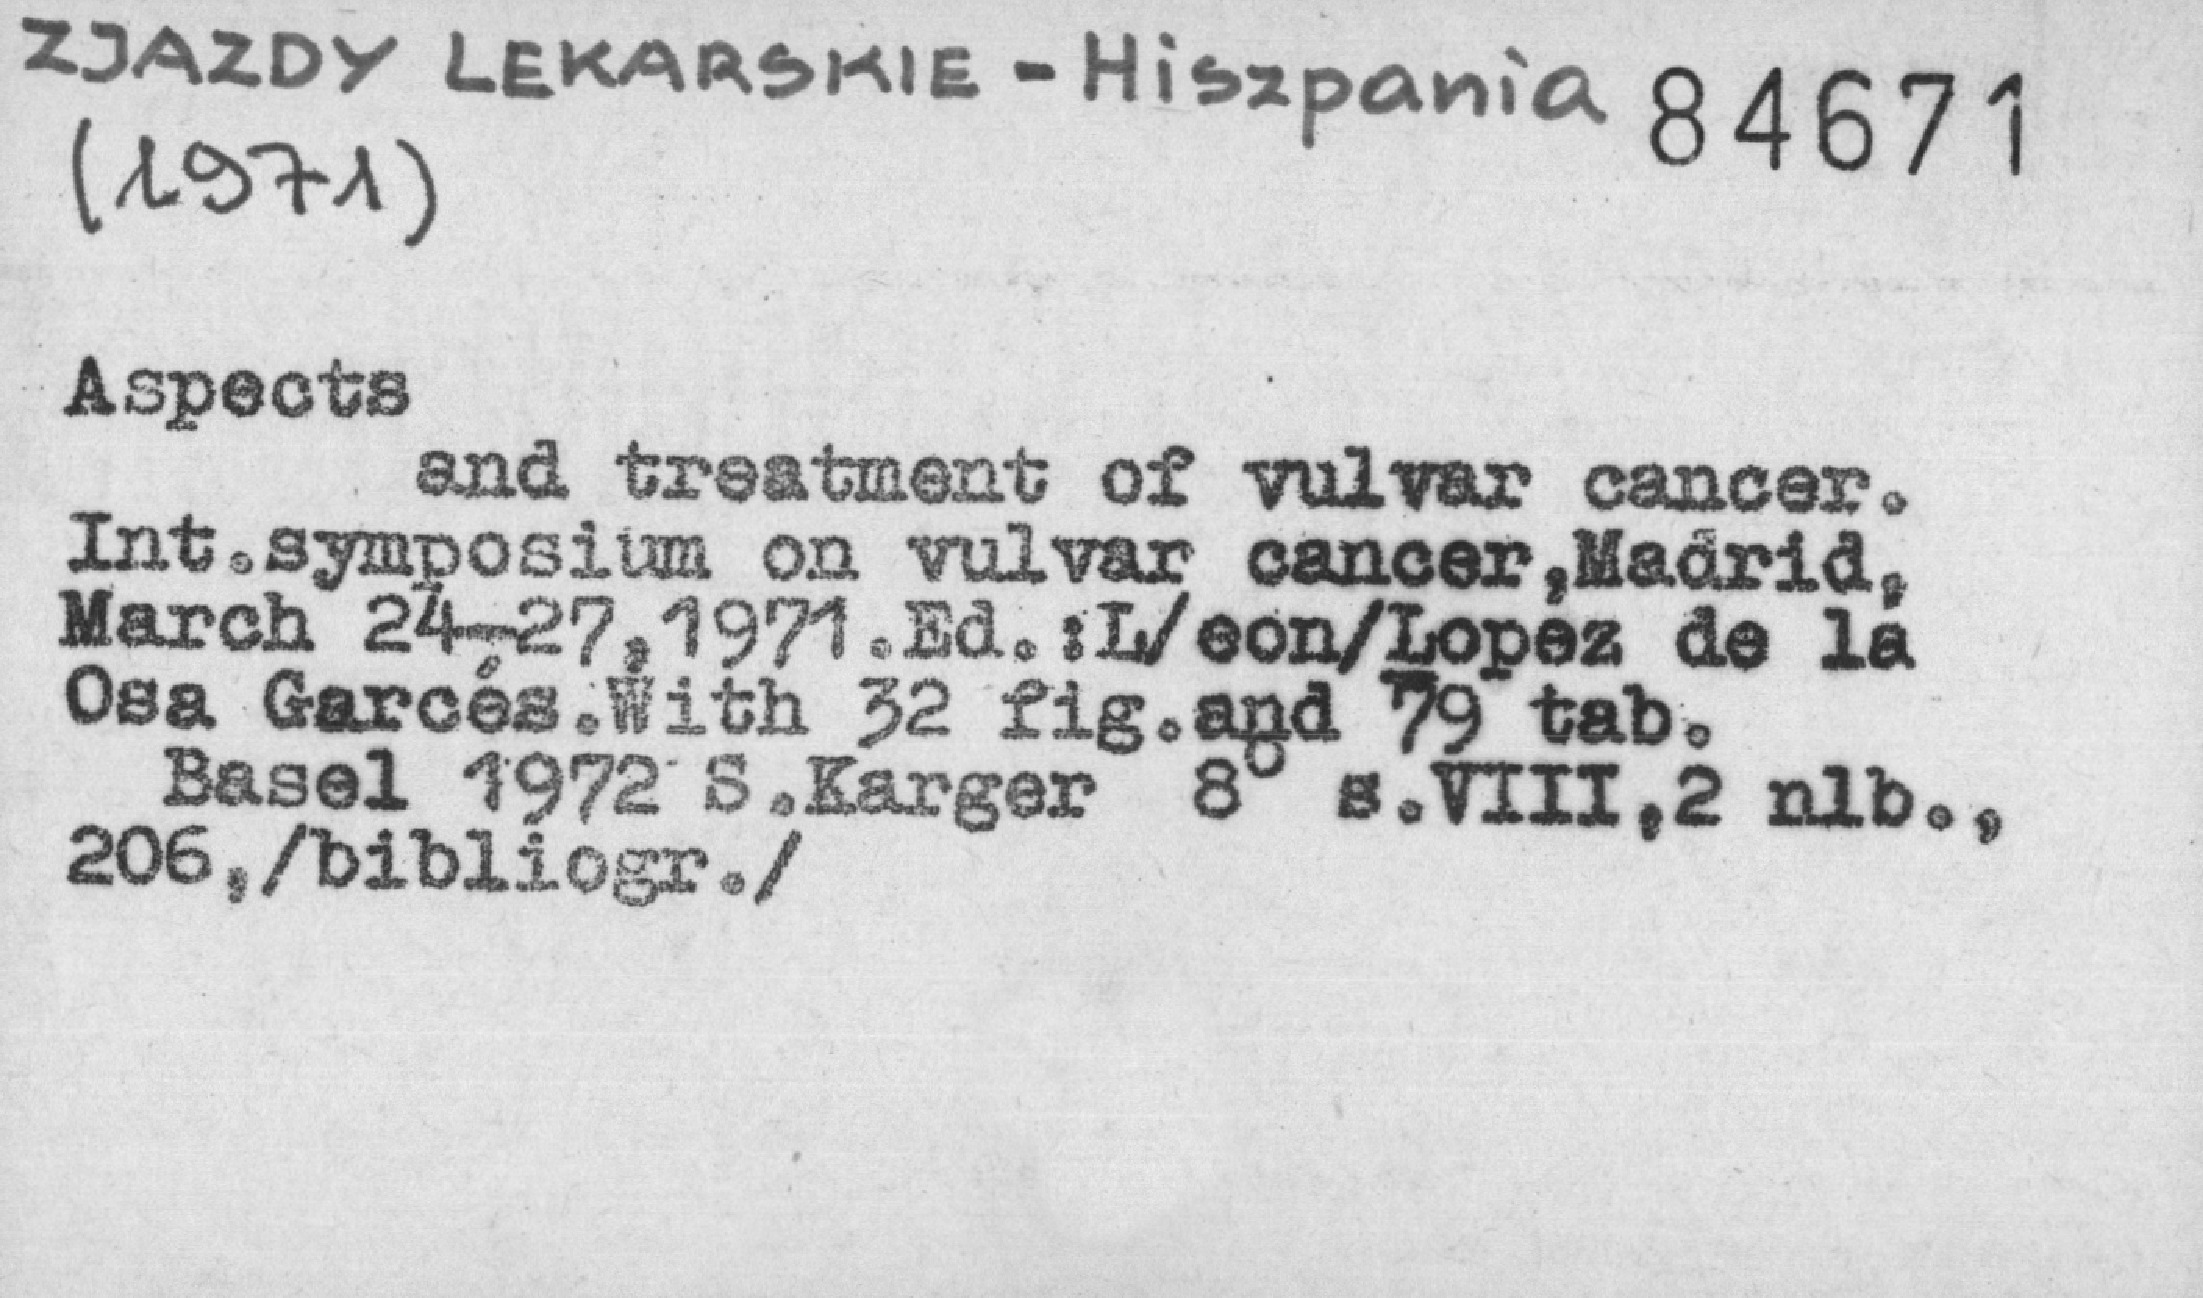 ZJAZDY LEKARSKIE - Hiszpania 84671
(1971)
Aspects
and treatment of vulvar cancer.
Int.symposium on vulvar cancer,Madrid,
March 24-27,1971.Ed.:L/eon/Lopez de la
Osa Garcés.With 32 fig.and 79 tab.
Basel 1972 S.Karger 8° s.VIII,2 nlb.,
206,/bibliogr./